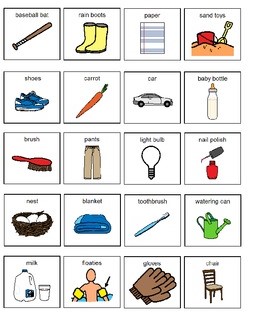 baseball bat
rain boots
paper
sand toys
shoes
carrot
car
baby bottle
brush
pants
light bulb
nail polish
nest
blanket
toothbrush
watering can
milk
floaties
gloves
chair